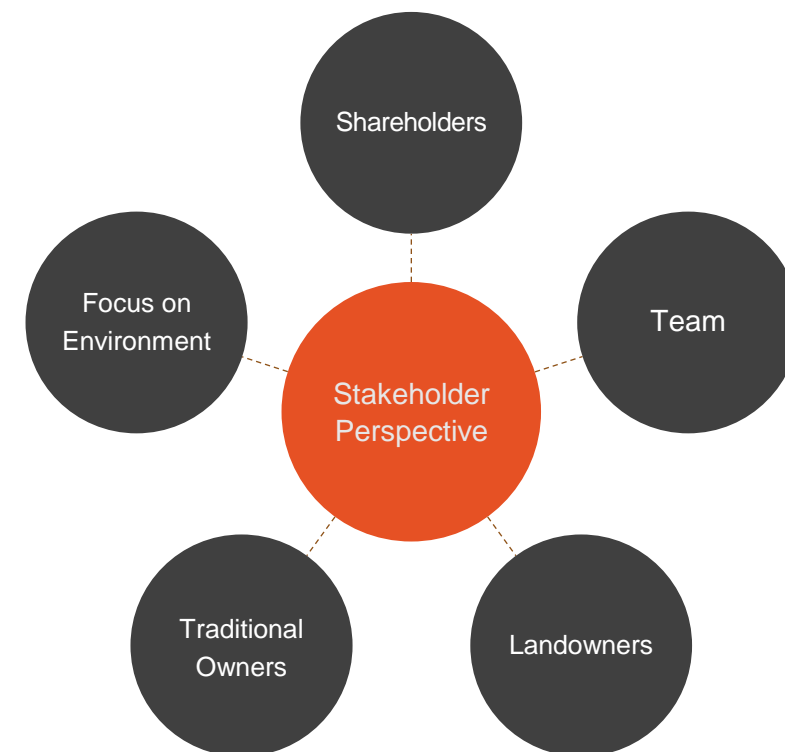 Shareholders
Focus on
Environment
Team
Stakeholder
Perspective
Traditional
Owners
Landowners